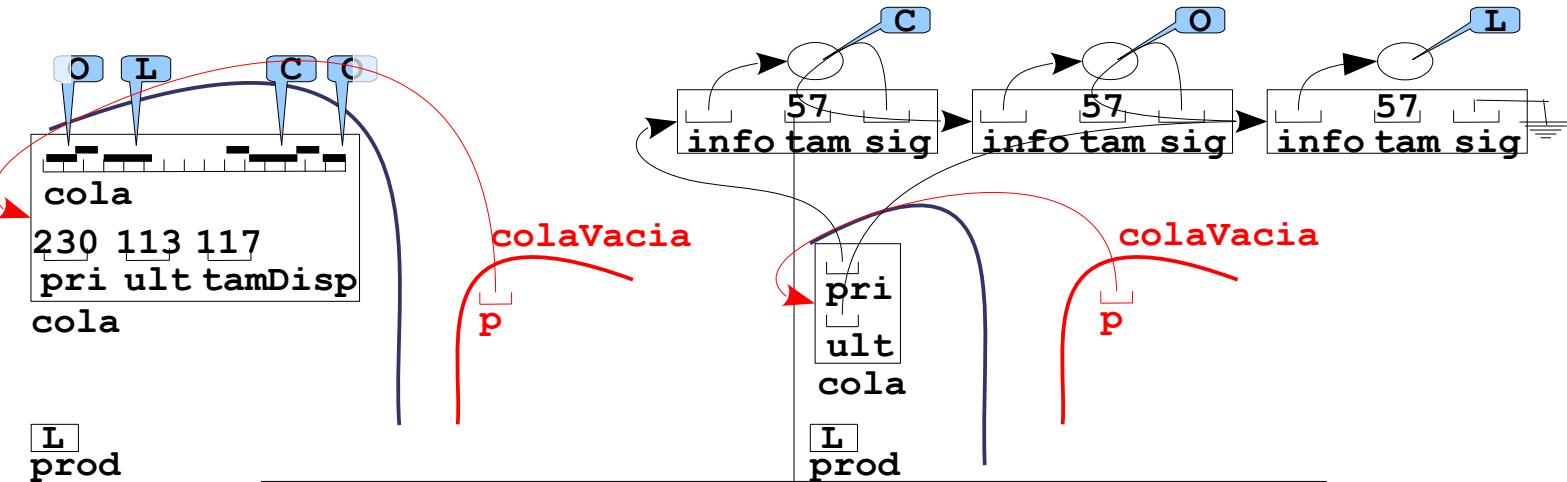 O L C O
cola
230 113 117
pri ult tamDisp
cola
colaVacia
p
L
prod
C O L
57 57 57
info tam sig info tam sig info tam sig
pri
ult
cola
colaVacia
p
L
prod